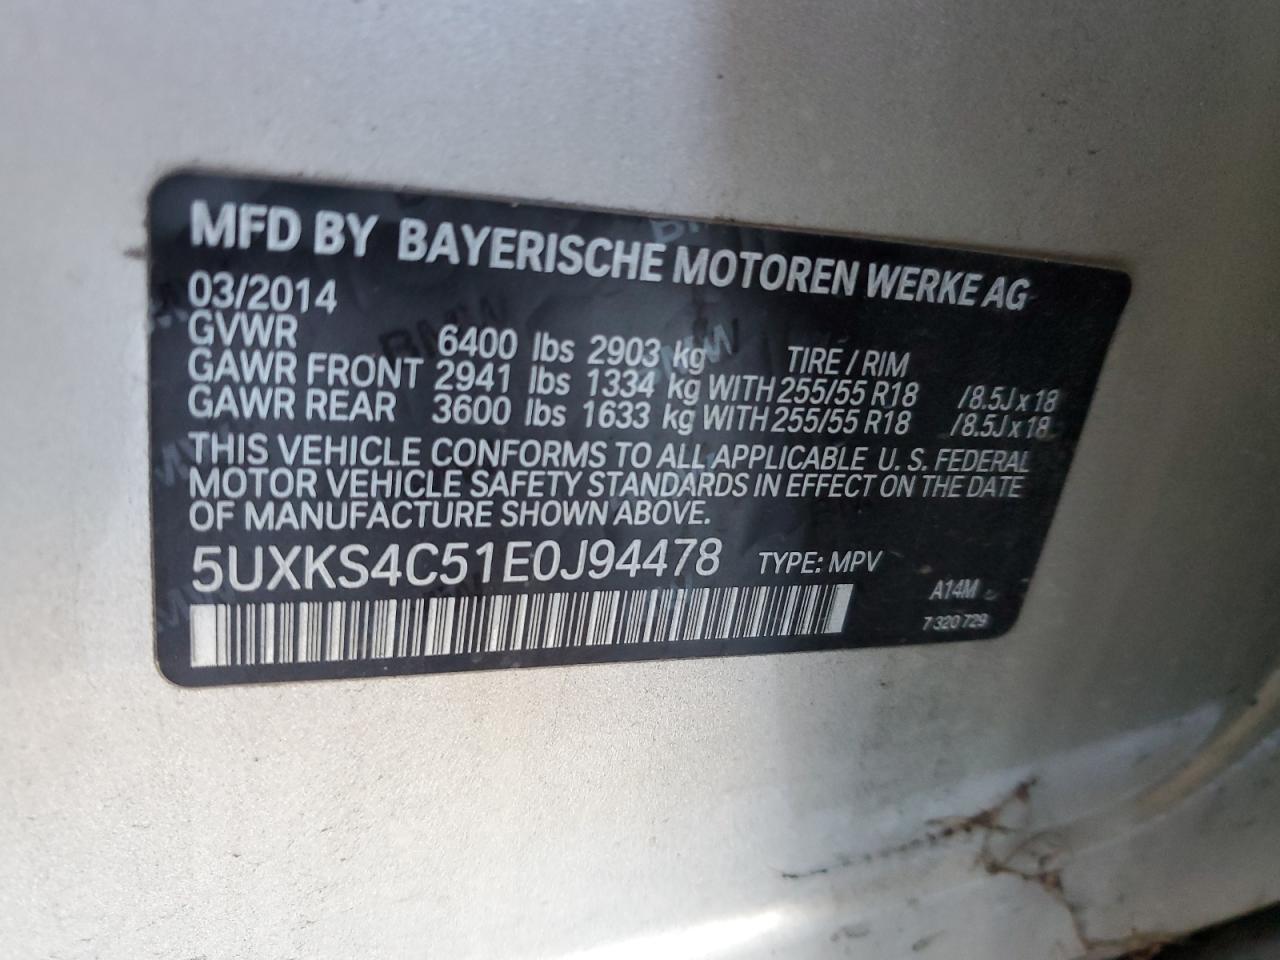 MFD BY BAYERISCHE MOTOREN WERKE AG
03/2014
GVWR 6400 lbs 2903 kg TIRE / RIM
GAWR FRONT 2941 lbs 1334 kg WITH 255/55 R18 /8.5J x 18
GAWR REAR 3600 lbs 1633 kg WITH 255/55 R18 /8.5J x 18
THIS VEHICLE CONFORMS TO ALL APPLICABLE U. S. FEDERAL
MOTOR VEHICLE SAFETY STANDARDS IN EFFECT ON THE DATE
OF MANUFACTURE SHOWN ABOVE.
5UXKS4C51E0J94478 TYPE: MPV
A14M
7 320 729